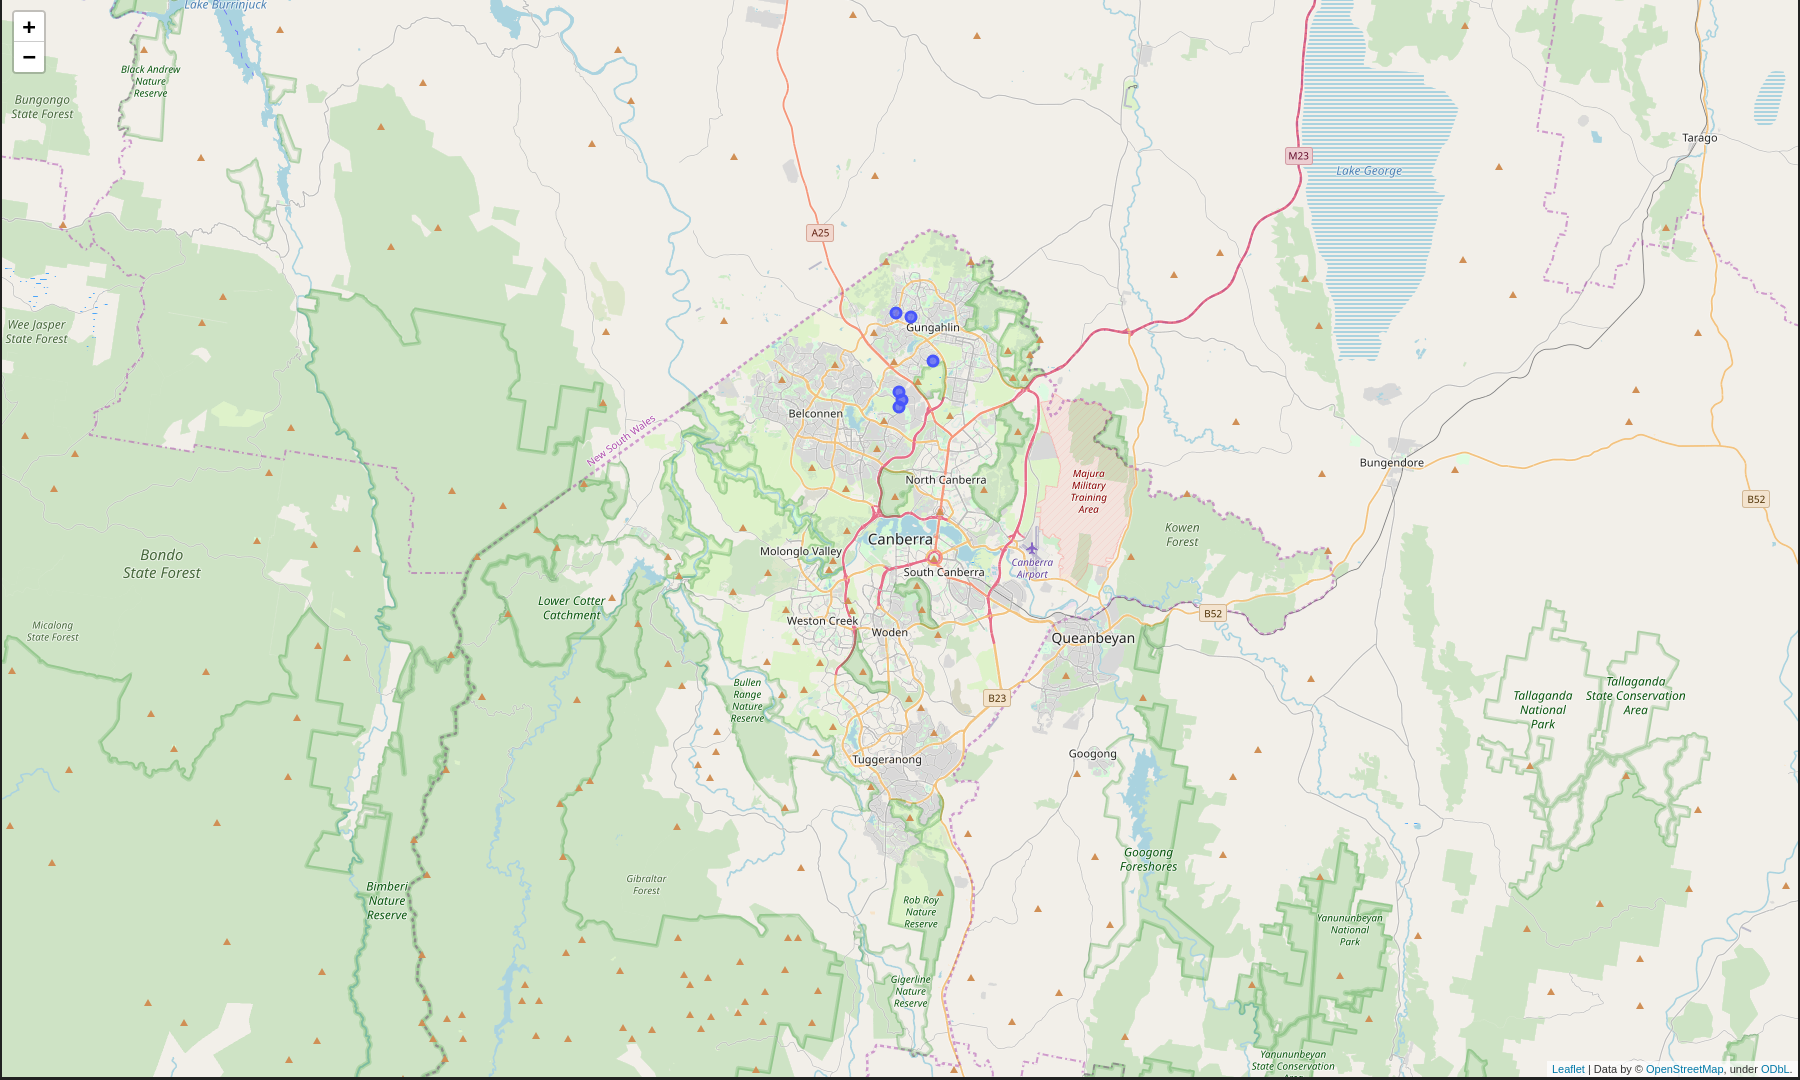 Lake Burrinjuck
+
−
Black Andrew
Nature
Reserve
Bungongo
State Forest
Tarago
M23
Lake George
A25
Wee Jasper
State Forest
Gungahlin
Belconnen
New South Wales
Bungendore
North Canberra
Majura
Military
Training
Area
B52
Kowen
Forest
Canberra
Molonglo Valley
Bondo
State Forest
Canberra
Airport
South Canberra
Lower Cotter
Catchment
B52
Weston Creek
Woden
Micalong
State Forest
Queanbeyan
Bullen
Range
Nature
Reserve
B23
Tallaganda
National
Park
Tallaganda
State Conservation
Area
Googong
Tuggeranong
Googong
Foreshores
Gibraltar
Forest
Bimberi
Nature
Reserve
Rob Roy
Nature
Reserve
Yanununbeyan
National
Park
Gigerline
Nature
Reserve
Yanununbeyan
State Conservation
Area
Leaflet | Data by © OpenStreetMap, under ODbL.